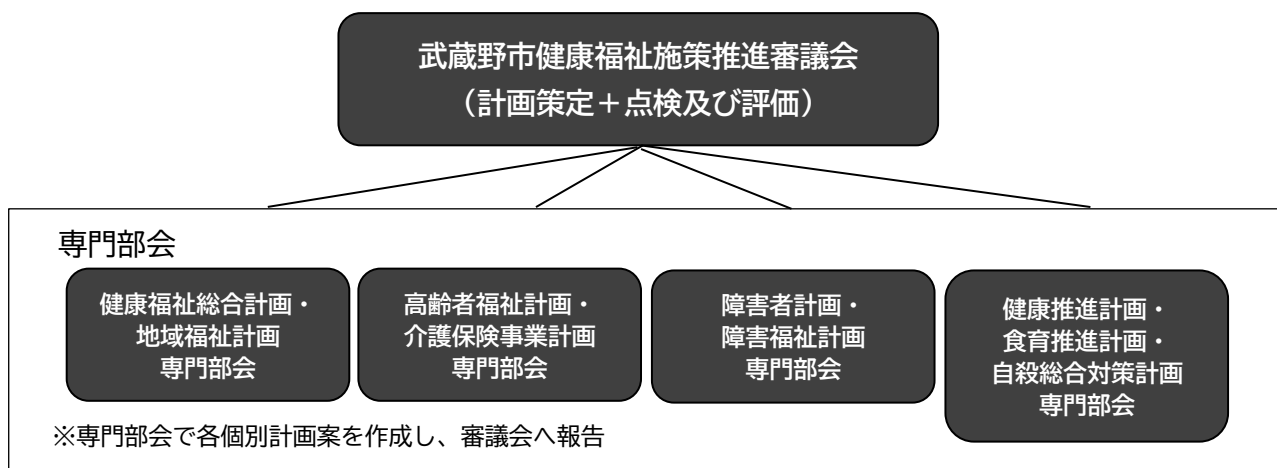 武蔵野市健康福祉施策推進審議会
（計画策定＋点検及び評価）
専門部会
健康福祉総合計画・
地域福祉計画
専門部会
高齢者福祉計画・
介護保険事業計画
専門部会
障害者計画・
障害福祉計画
専門部会
健康推進計画・
食育推進計画・
自殺総合対策計画
専門部会
※専門部会で各個別計画案を作成し、審議会へ報告